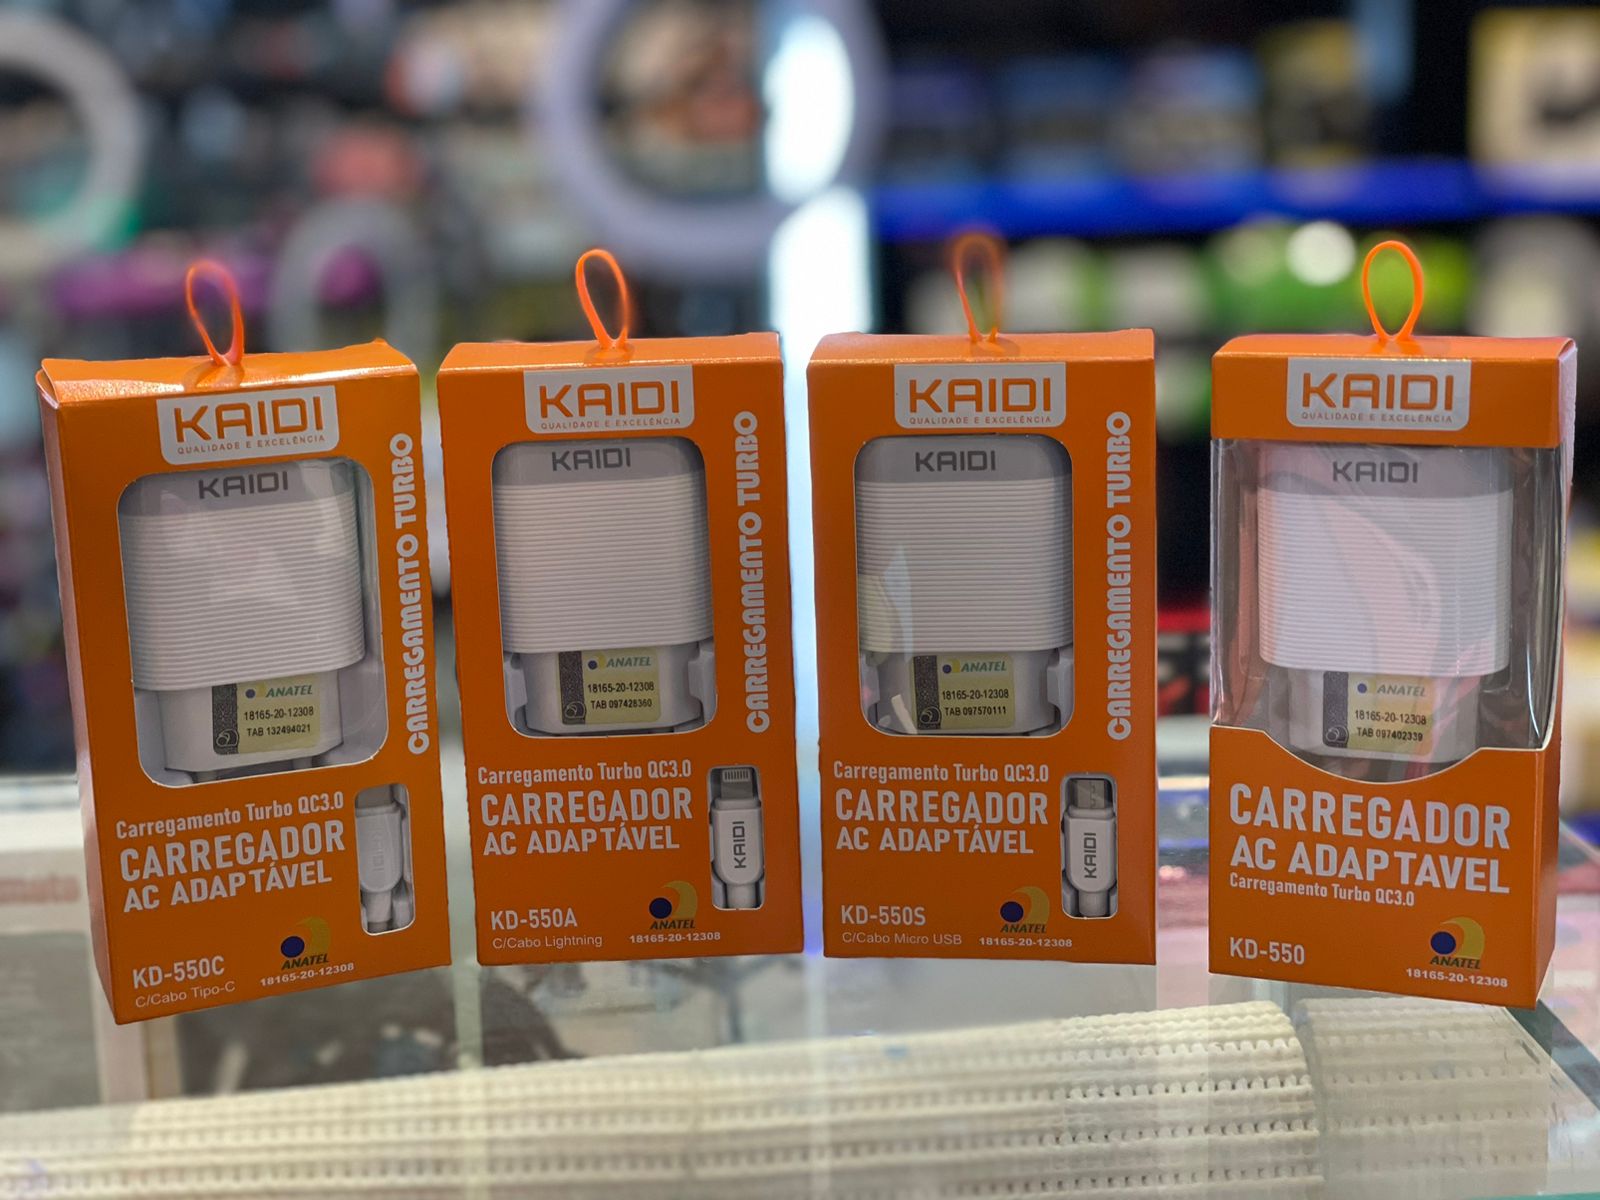 KAIDI
QUALIDADE E EXCELÊNCIA
KAIDI
CARREGAMENTO TURBO
ANATEL
18165-20-12308
TAB 132494021
Carregamento Turbo QC3.0
CARREGADOR
AC ADAPTÁVEL
KD-550C
C/Cabo Tipo-C
ANATEL
18165-20-12308
KAIDI
QUALIDADE E EXCELÊNCIA
KAIDI
CARREGAMENTO TURBO
ANATEL
18165-20-12308
TAB 097428360
Carregamento Turbo QC3.0
CARREGADOR
AC ADAPTÁVEL
KAIDI
KD-550A
C/Cabo Lightning
ANATEL
18165-20-12308
KAIDI
QUALIDADE E EXCELÊNCIA
KAIDI
CARREGAMENTO TURBO
ANATEL
18165-20-12308
TAB 097570111
Carregamento Turbo QC3.0
CARREGADOR
AC ADAPTÁVEL
KAIDI
KD-550S
C/Cabo Micro USB
ANATEL
18165-20-12308
KAIDI
QUALIDADE E EXCELÊNCIA
KAIDI
ANATEL
18165-20-12308
TAB 097402339
CARREGADOR
AC ADAPTAVEL
Carregamento Turbo QC3.0
KD-550
ANATEL
18165-20-12308